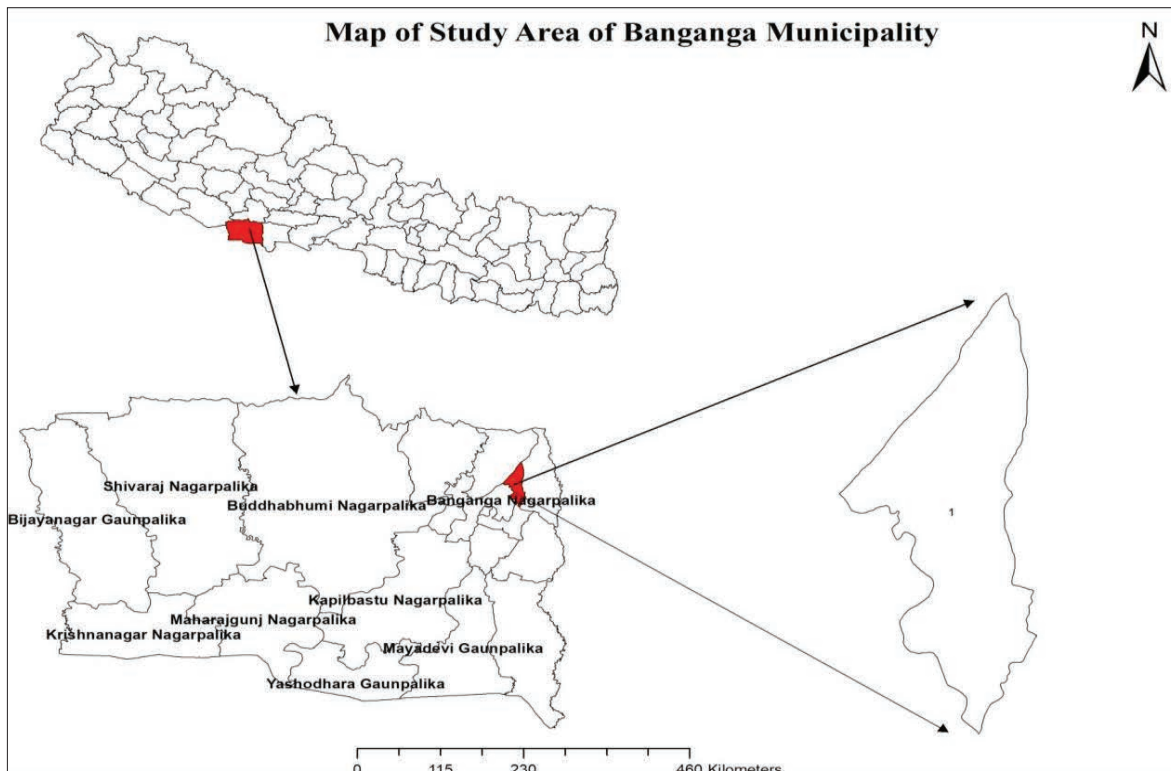 Map of Study Area of Banganga Municipality
N
Shivaraj Nagarpalika
Buddhabhumi Nagarpalika
Banganga Nagarpalika
Bijayanagar Gaunpalika
1
Kapilbastu Nagarpalika
Maharajgunj Nagarpalika
Krishnanagar Nagarpalika
Mayadevi Gaunpalika
Yashodhara Gaunpalika
0 115 230 460 Kilometers